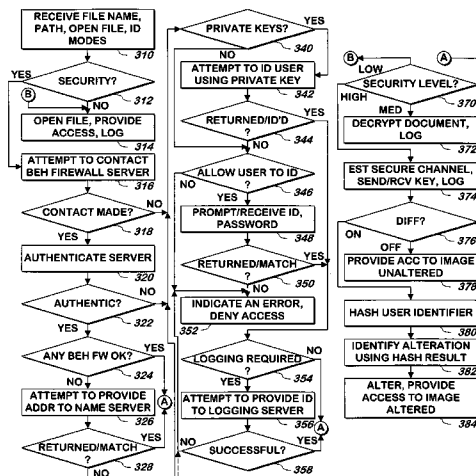 RECEIVE FILE NAME,
PATH, OPEN FILE, ID
MODES
310
YES
SECURITY?
312
B
NO
OPEN FILE, PROVIDE
ACCESS, LOG
314
ATTEMPT TO CONTACT
BEH FIREWALL SERVER
316
CONTACT MADE?
NO
318
YES
AUTHENTICATE SERVER
320
AUTHENTIC?
NO
322
YES
ANY BEH FW OK?
YES
324
NO
A
ATTEMPT TO PROVIDE
ADDR TO NAME SERVER
326
RETURNED/MATCH
?
YES
328
NO
PRIVATE KEYS?
YES
340
NO
ATTEMPT TO ID USER
USING PRIVATE KEY
342
RETURNED/ID'D
?
YES
344
NO
ALLOW USER TO ID
?
NO
346
YES
PROMPT/RECEIVE ID,
PASSWORD
348
RETURNED/MATCH
?
YES
350
NO
INDICATE AN ERROR,
DENY ACCESS
352
LOGGING REQUIRED
?
NO
354
YES
ATTEMPT TO PROVIDE
ID TO LOGGING SERVER
356
A
NO
SUCCESSFUL?
YES
358
B
A
LOW
SECURITY LEVEL?
HIGH
370
MED
DECRYPT DOCUMENT,
LOG
372
EST SECURE CHANNEL,
SEND/RCV KEY, LOG
374
DIFF?
ON
376
OFF
PROVIDE ACC TO IMAGE
UNALTERED
378
HASH USER IDENTIFIER
380
IDENTIFY ALTERATION
USING HASH RESULT
382
ALTER, PROVIDE
ACCESS TO IMAGE
ALTERED
384